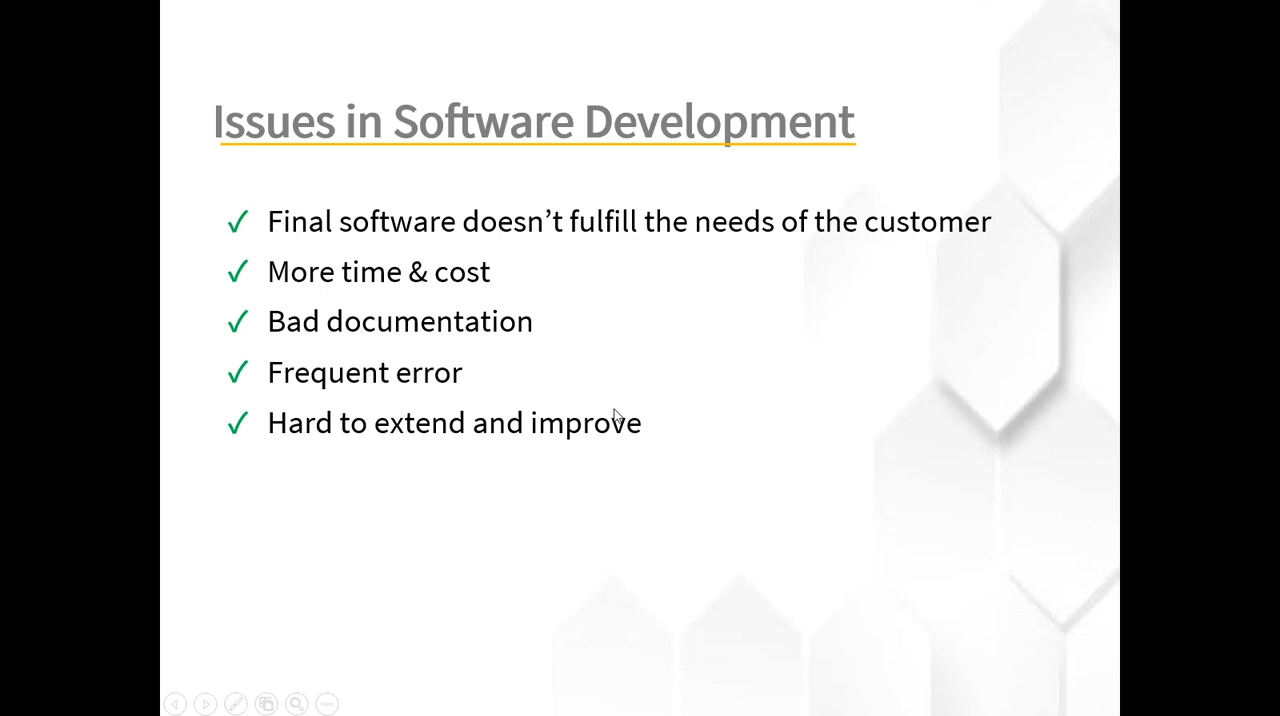 Issues in Software Development
✓ Final software doesn’t fulfill the needs of the customer
✓ More time & cost
✓ Bad documentation
✓ Frequent error
✓ Hard to extend and improve